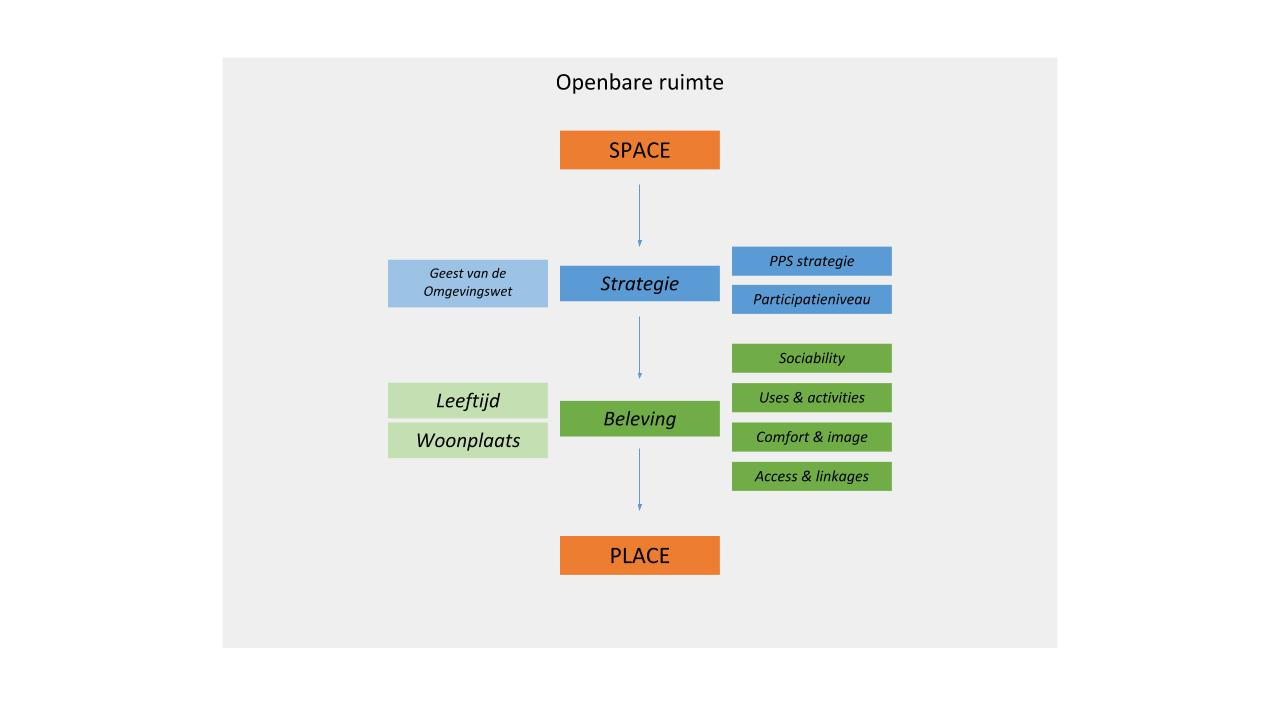 Openbare ruimte
SPACE
Geest van de
Omgevingswet
Strategie
PPS strategie
Participatieniveau
Leeftijd
Woonplaats
Beleving
Sociability
Uses & activities
Comfort & image
Access & linkages
PLACE